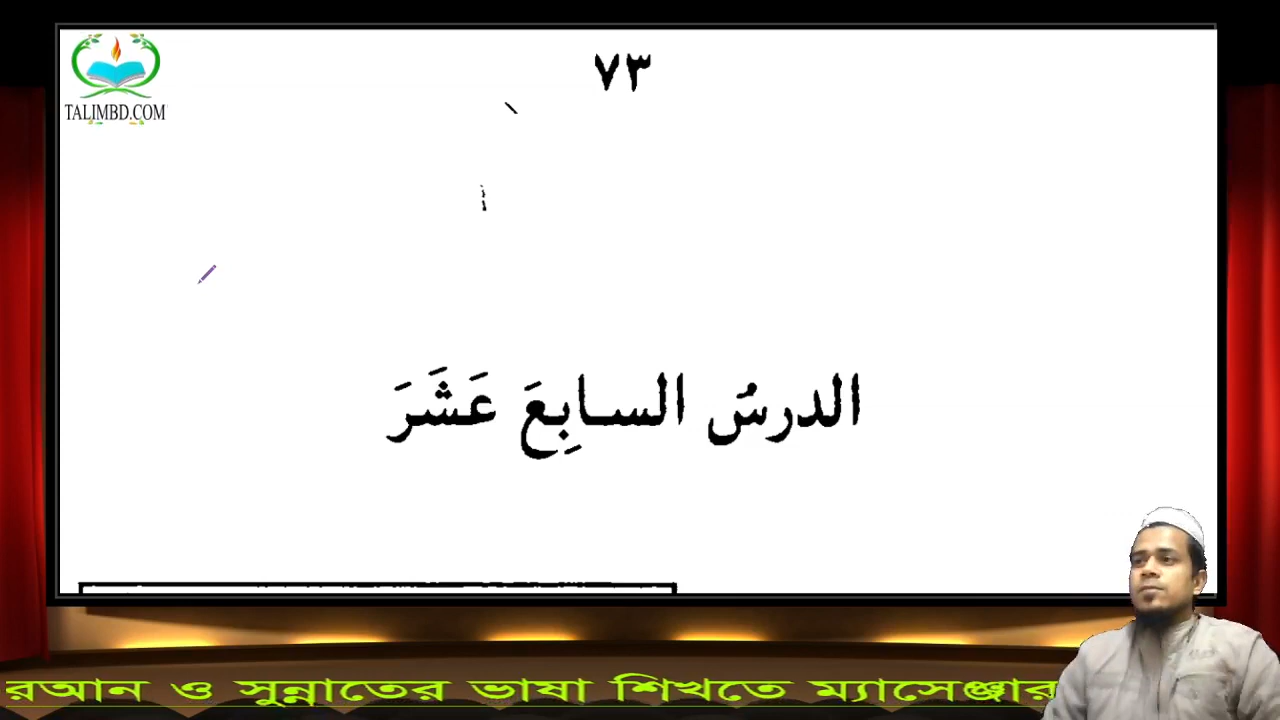 ٧٣
TALIMBD.COM
الدرسُ السابِعَ عَشَرَ
রআন ও সুন্নাতের ভাষা শিখতে ম্যাসেঞ্জার